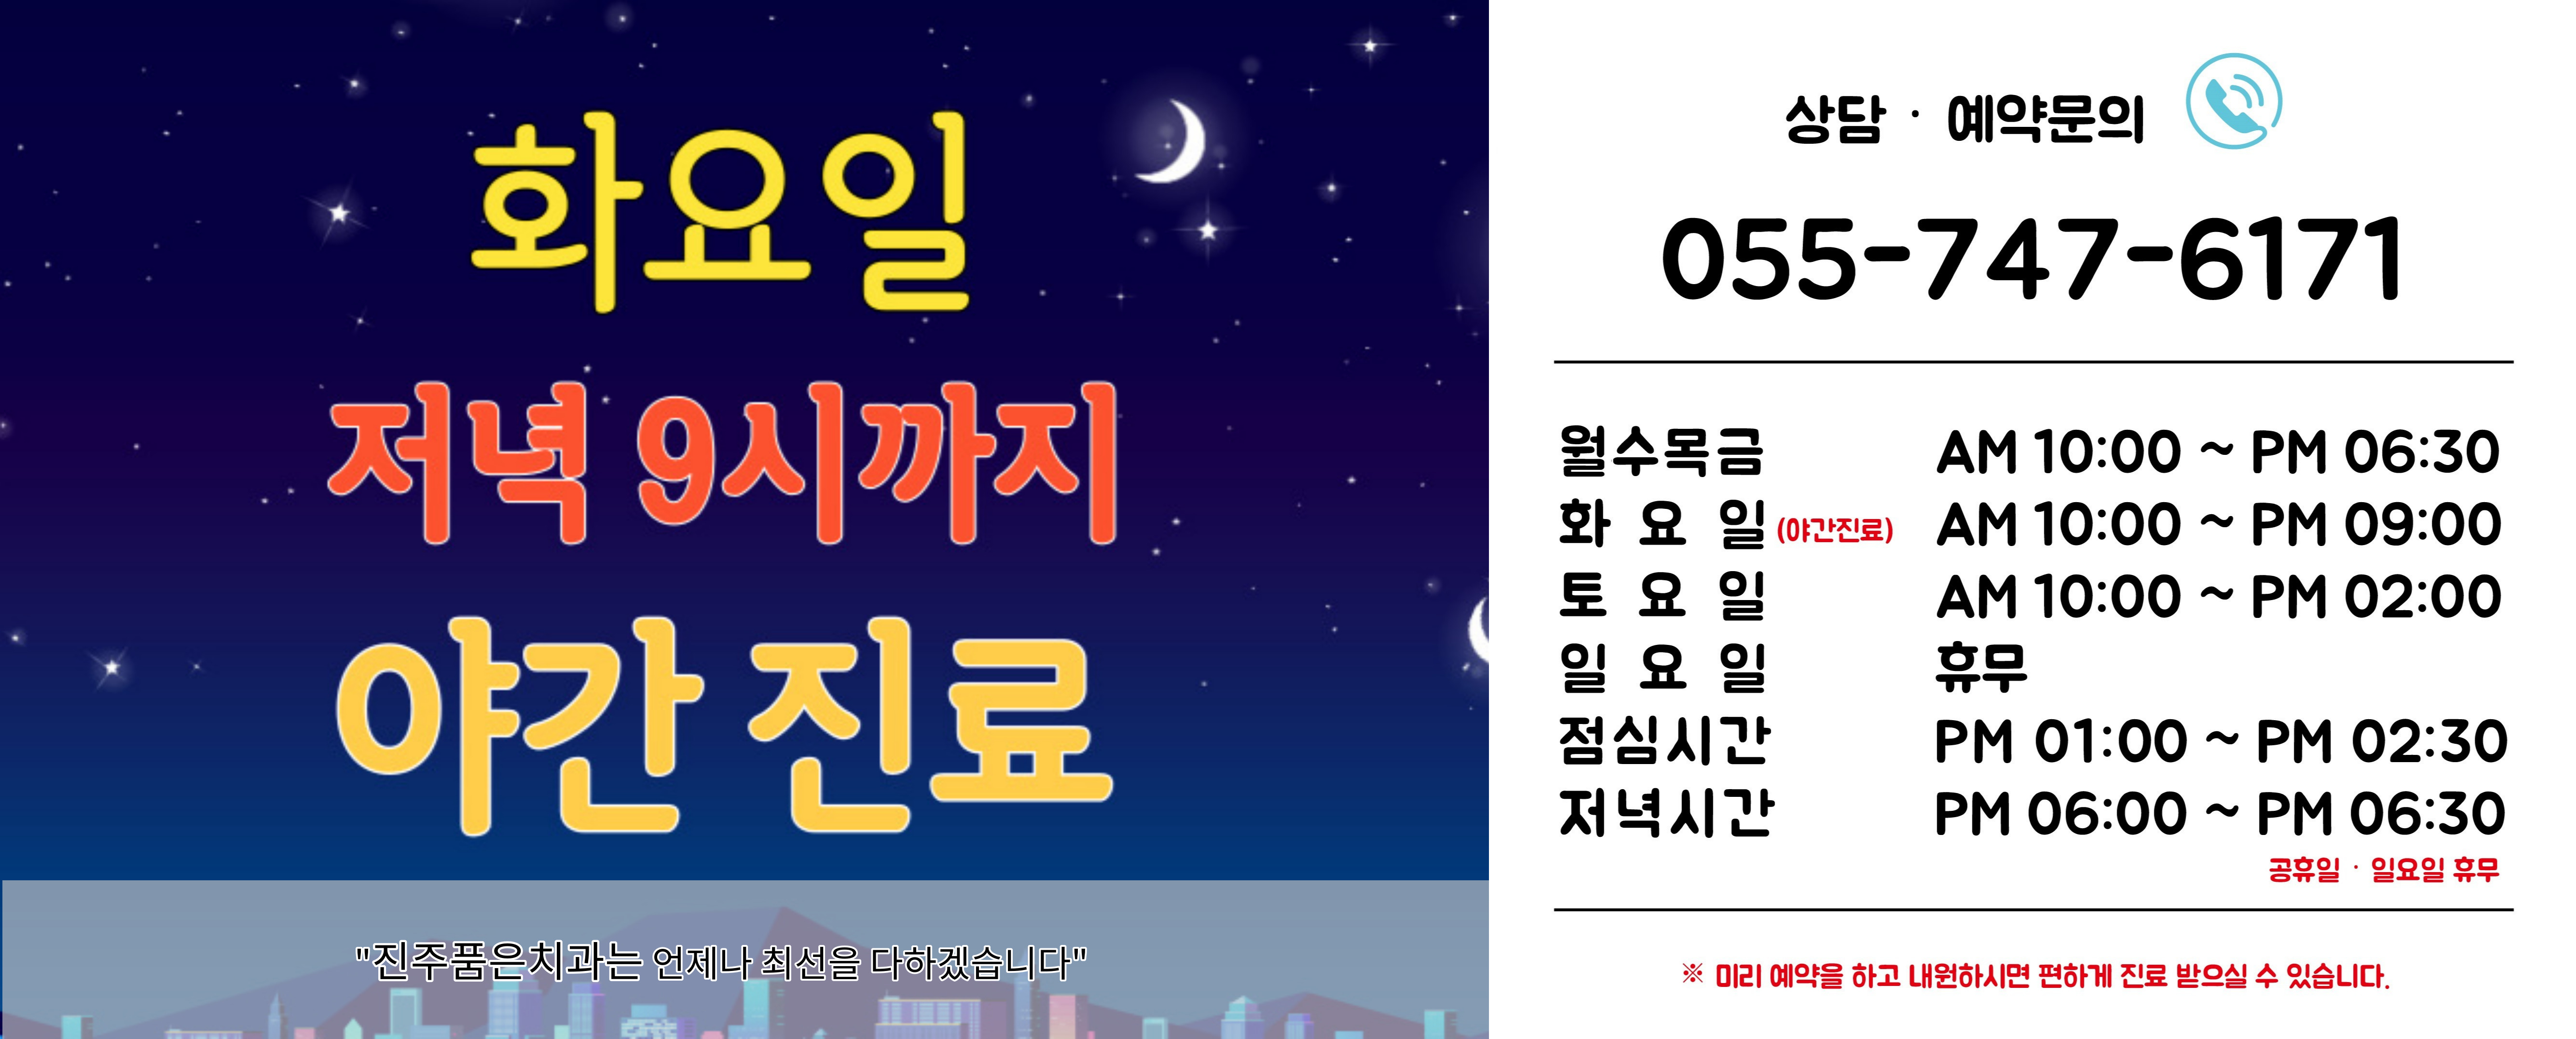 화요일
저녁 9시까지
야간 진료
"진주품은치과는 언제나 최선을 다하겠습니다"
상담 · 예약문의
055-747-6171
월수목금 AM 10:00 ~ PM 06:30
화 요 일 (야간진료) AM 10:00 ~ PM 09:00
토 요 일 AM 10:00 ~ PM 02:00
일 요 일 휴무
점심시간 PM 01:00 ~ PM 02:30
저녁시간 PM 06:00 ~ PM 06:30
공휴일 · 일요일 휴무
※ 미리 예약을 하고 내원하시면 편하게 진료 받으실 수 있습니다.